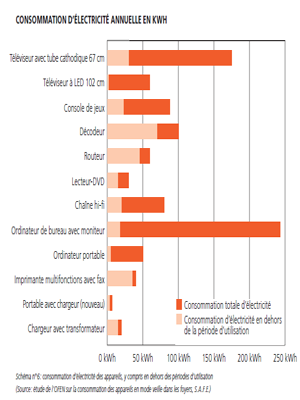 CONSOMMATION D'ÉLECTRICITÉ ANNUELLE EN KWH
Téléviseur avec tube cathodique 67 cm
Téléviseur à LED 102 cm
Console de jeux
Décodeur
Routeur
Lecteur-DVD
Chaîne hi-fi
Ordinateur de bureau avec moniteur
Ordinateur portable
Imprimante multifonctions avec fax
Portable avec chargeur (nouveau)
Chargeur avec transformateur
Consommation totale d'électricité
Consommation d'électricité en dehors
de la période d'utilisation
0 kWh 50 kWh 100 kWh 150 kWh 200 kWh 250 kWh
Schéma n°6: consommation d'électricité des appareils, y compris en dehors des périodes d'utilisation
(Source: étude de l'OFEN sur la consommation des appareils en mode veille dans les foyers, S.A.F.E.)